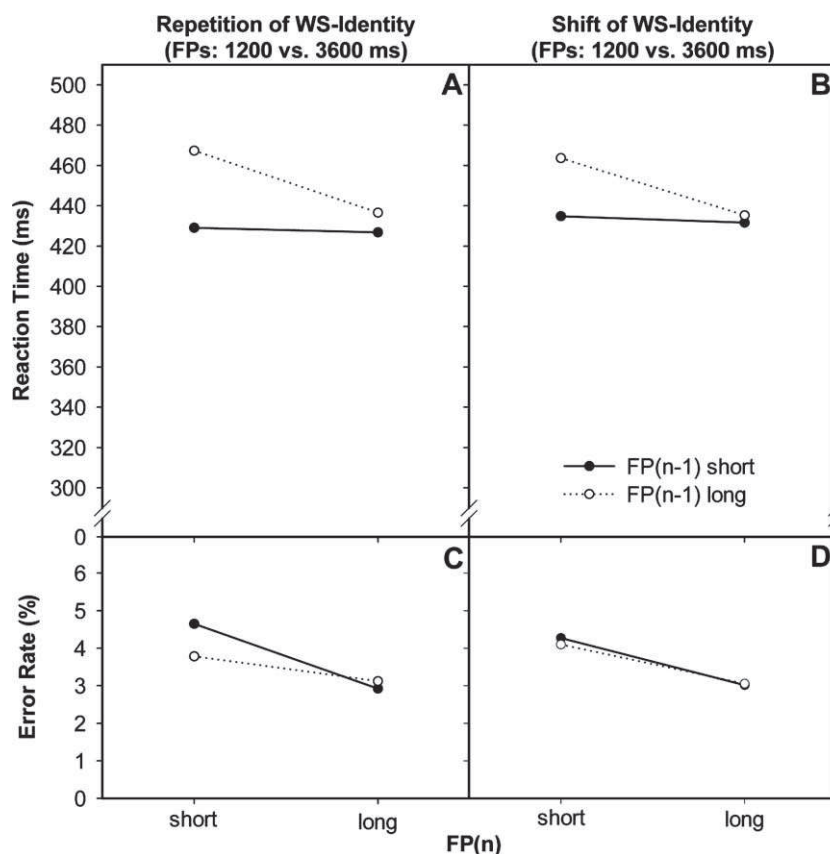 Repetition of WS-Identity
(FPs: 1200 vs. 3600 ms)
Shift of WS-Identity
(FPs: 1200 vs. 3600 ms)
A
B
Reaction Time (ms)
500
480
460
440
420
400
380
360
340
320
300
0
FP(n-1) short
FP(n-1) long
C
D
Error Rate (%)
6
5
4
3
2
1
0
short
long
short
long
FP(n)